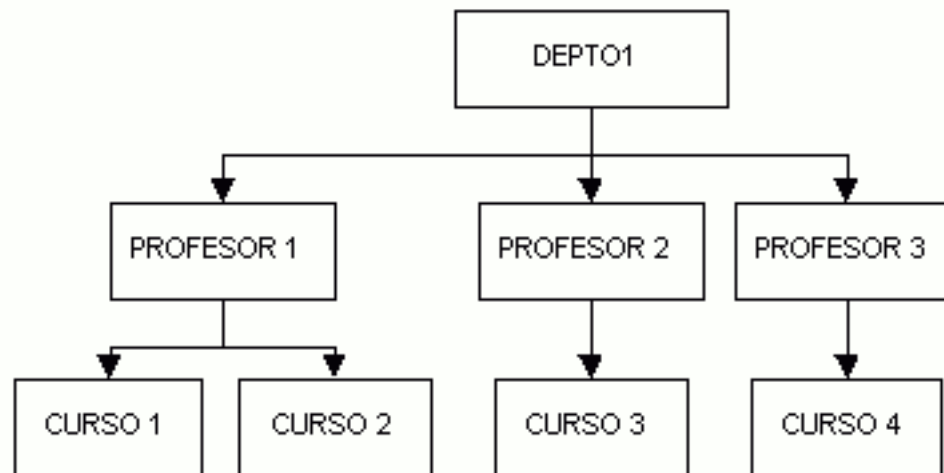 DEPTO1
PROFESOR 1
PROFESOR 2
PROFESOR 3
CURSO 1
CURSO 2
CURSO 3
CURSO 4